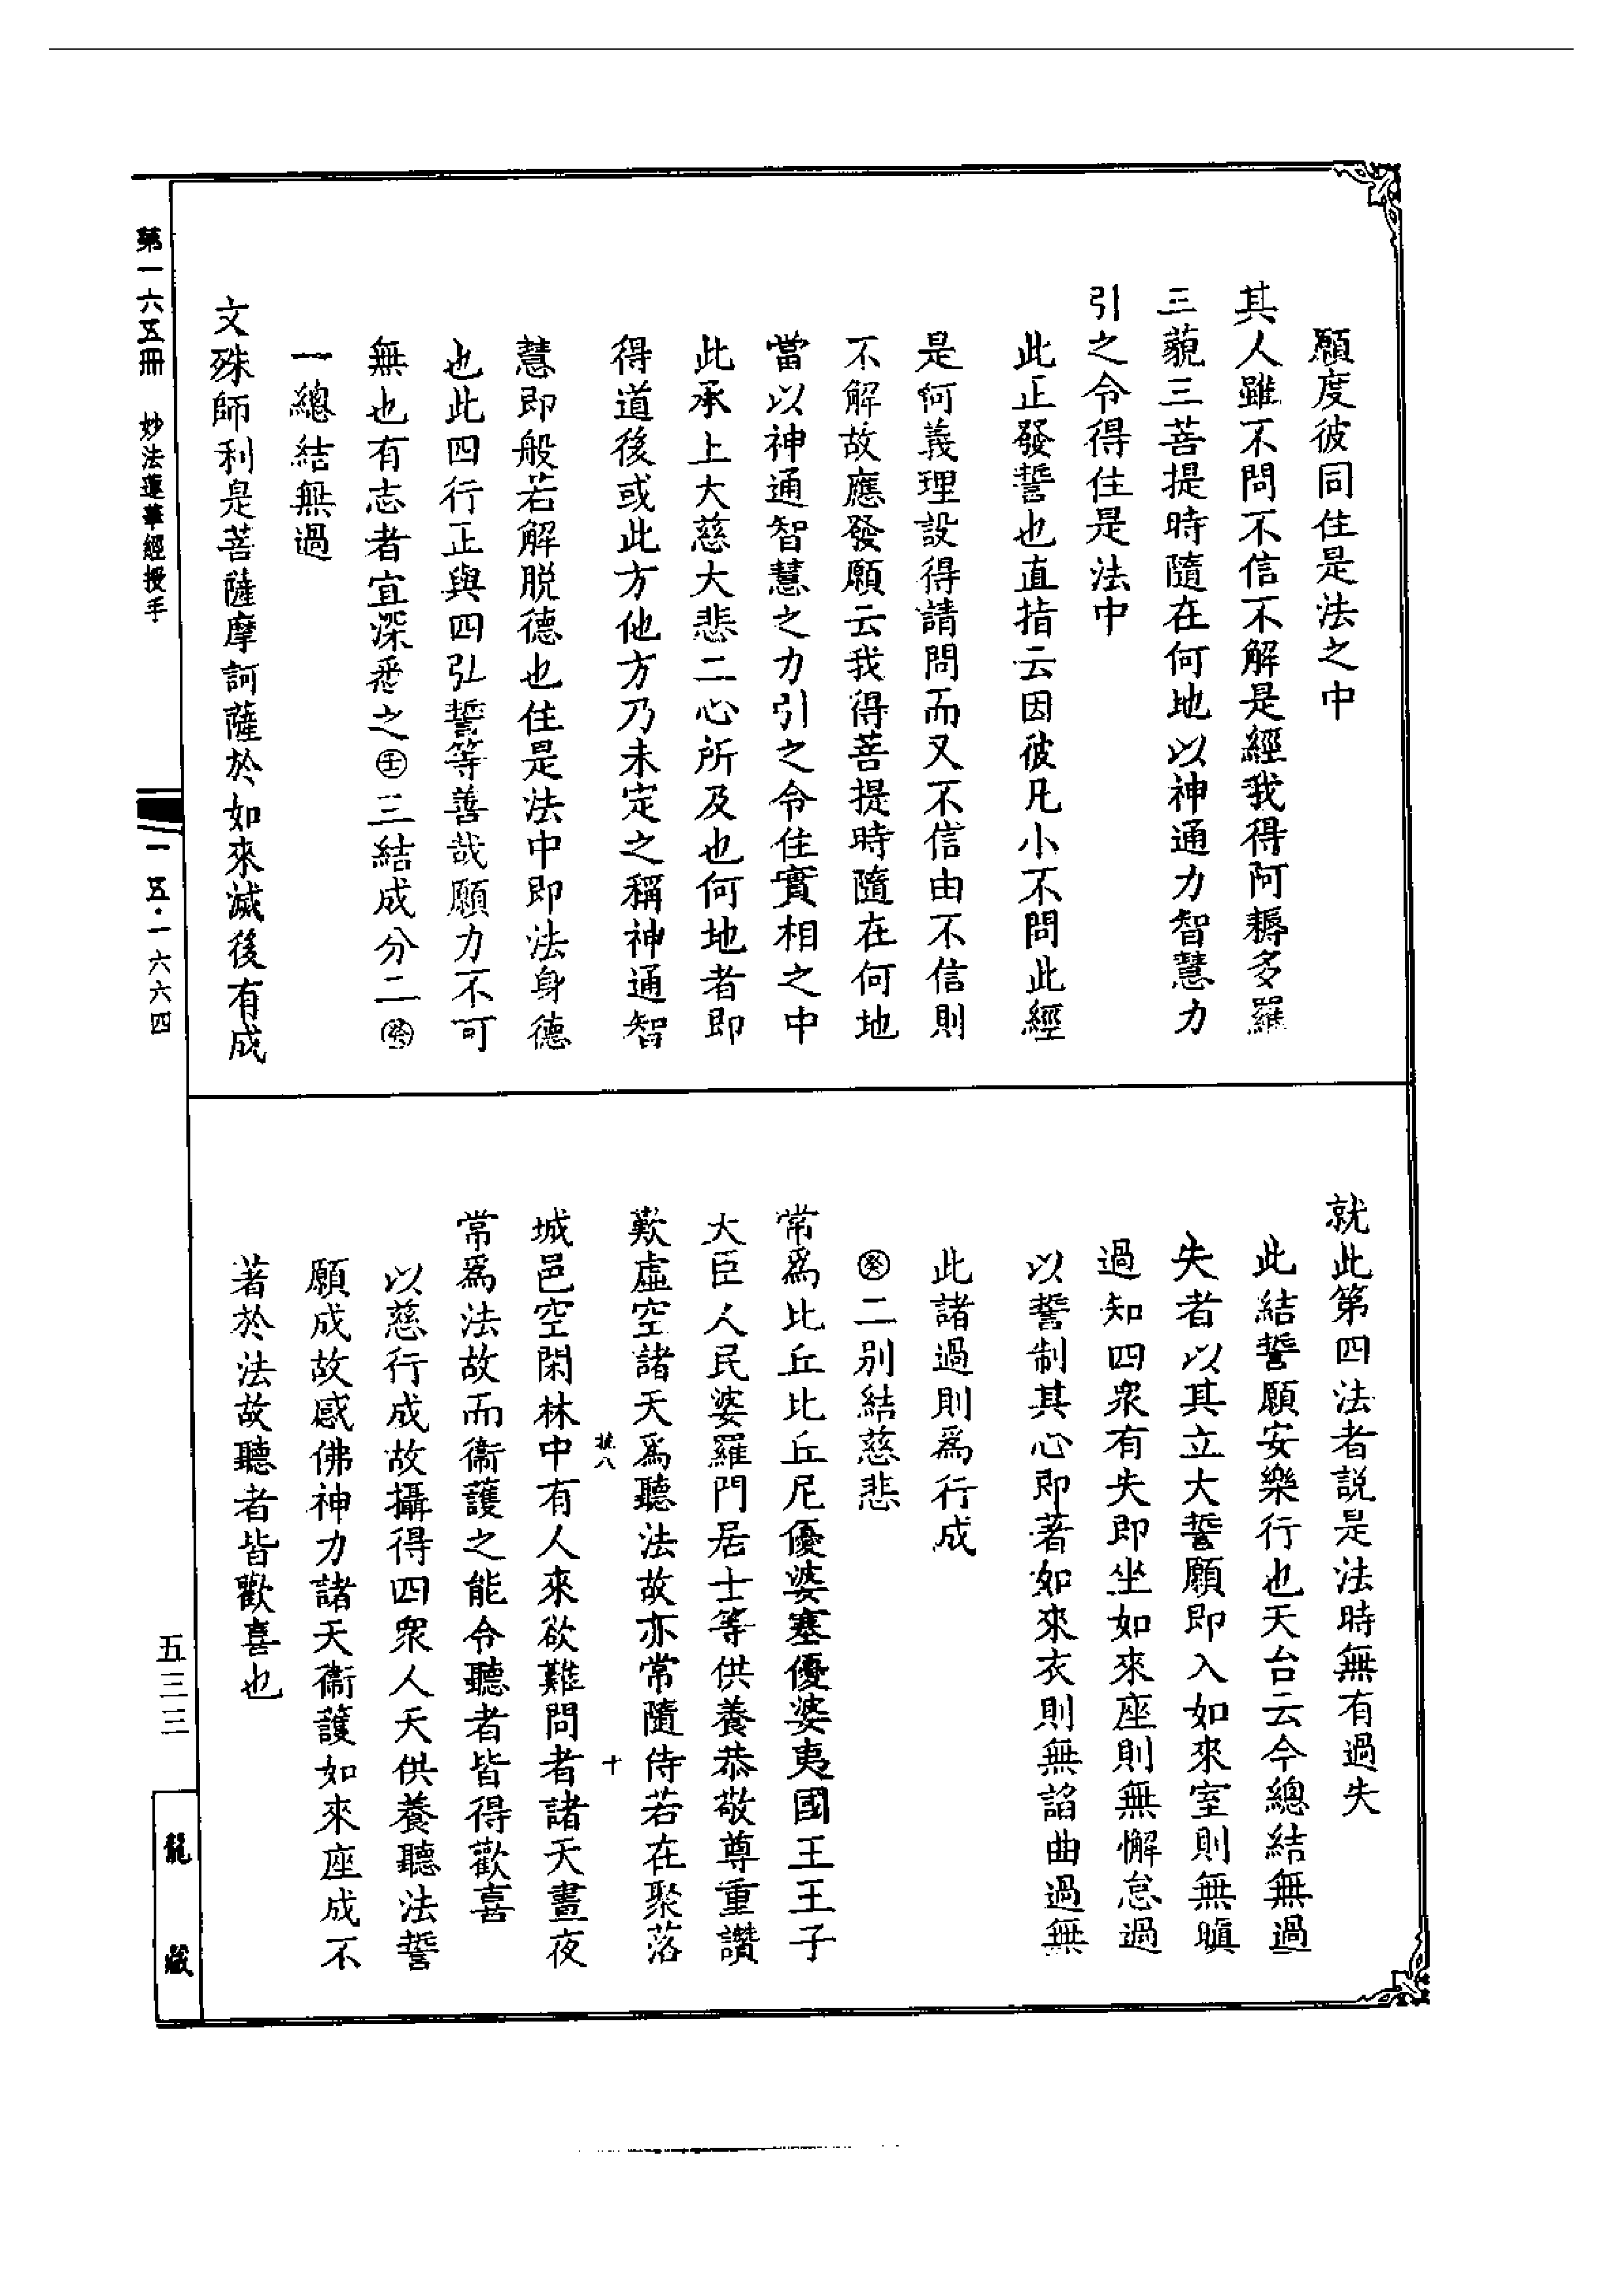 願度彼同住是法之中
其人雖不問不信不解是經我得阿耨多羅
三藐三菩提時隨在何地以神通力智慧力
引之令得住是法中
此正發誓也直指云因彼凡小不問此經
是何義理設得請問而又不信由不信則
不解故應發願云我得菩提時隨在何地
當以神通智慧之力引之令住實相之中
此承上大慈大悲二心所及也何地者即
得道後或此方他方乃未定之稱神通智
慧即般若解脱德也住是法中即法身德
也此四行正與四弘誓等善哉願力不可
無也有志者宜深悉之㊂三結成分二㊂
一總結無過
文殊師利是菩薩摩訶薩於如來滅後有成
就此第四法者説是法時無有過失
此結誓願安樂行也天台云今總結無過
失者以其立大誓願即入如來室則無瞋
過知四衆有失即坐如來座則無懈怠過
以誓制其心即著如來衣則無諂曲過無
此諸過則爲行成
癸二別結慈悲
常爲比丘比丘尼優婆塞優婆夷國王王子
大臣人民婆羅門居士等供養恭敬尊重讚
歎虛空諸天爲聽法故亦常隨侍若在聚落
城邑空閑林中有人來欲難問者諸天晝夜
常爲法故而衞護之能令聽者皆得歡喜
以慈行成故攝得四衆人天供養聽法誓
願成故感佛神力諸天衞護如來座成不
著於法故聽者皆歡喜也
八 十
第一六五冊 妙法蓮華經授手
一五·一六六四
五三三
龍藏